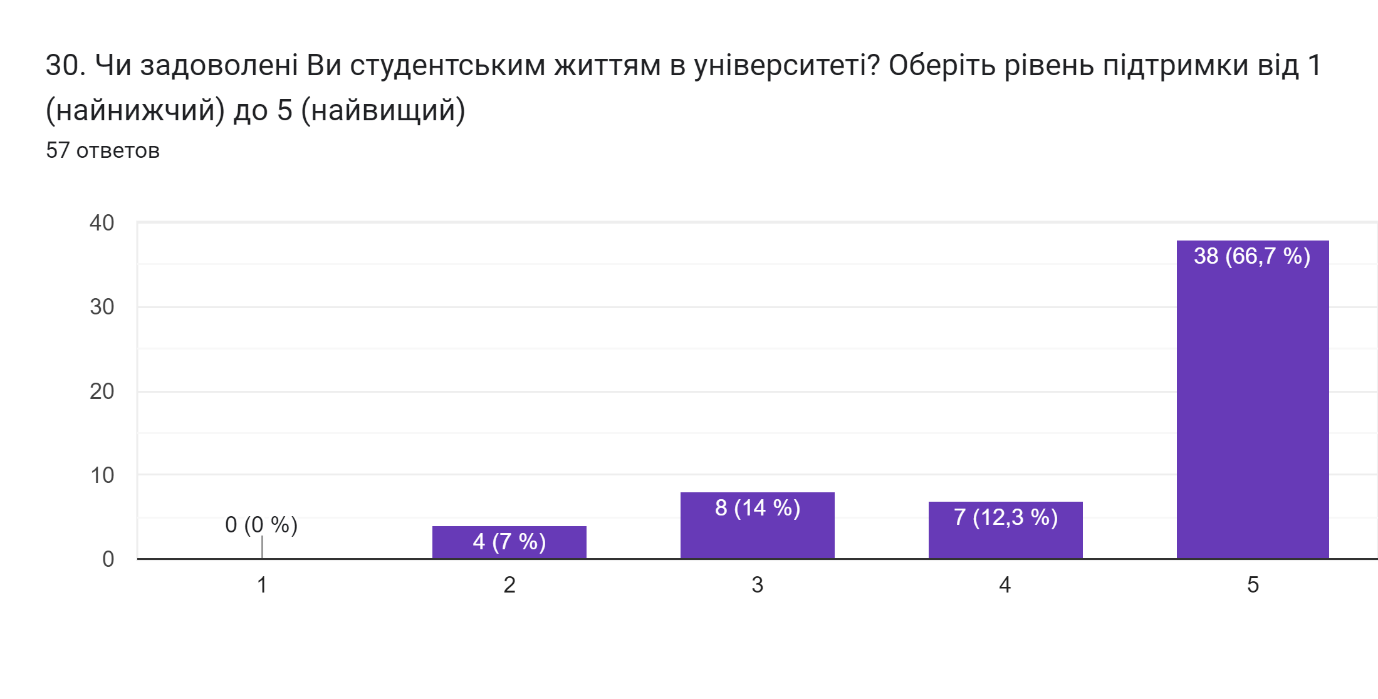 30. Чи задоволені Ви студентським життям в університеті? Оберіть рівень підтримки від 1
(найнижчий) до 5 (найвищий)
57 ответов
40
30
20
10
0
0 (0 %)
4 (7 %)
8 (14 %)
7 (12,3 %)
38 (66,7 %)
1 2 3 4 5